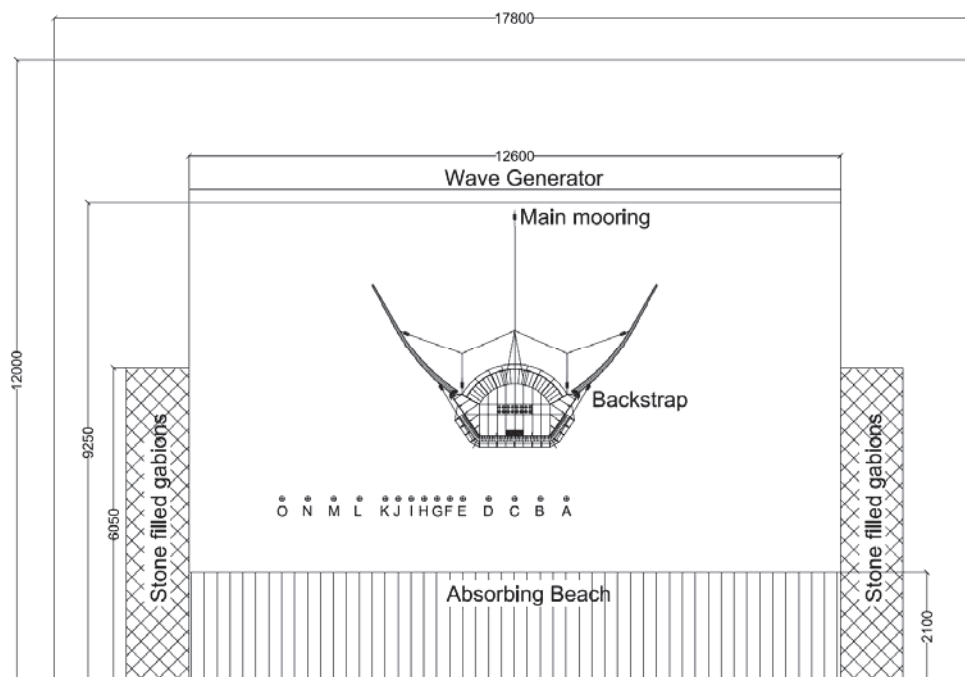 17800
12600
Wave Generator
Main mooring
12000
9250
Backstrap
6050
Stone filled gabions
Stone filled gabions
O N M L K J I H G F E D C B A
Absorbing Beach
2100